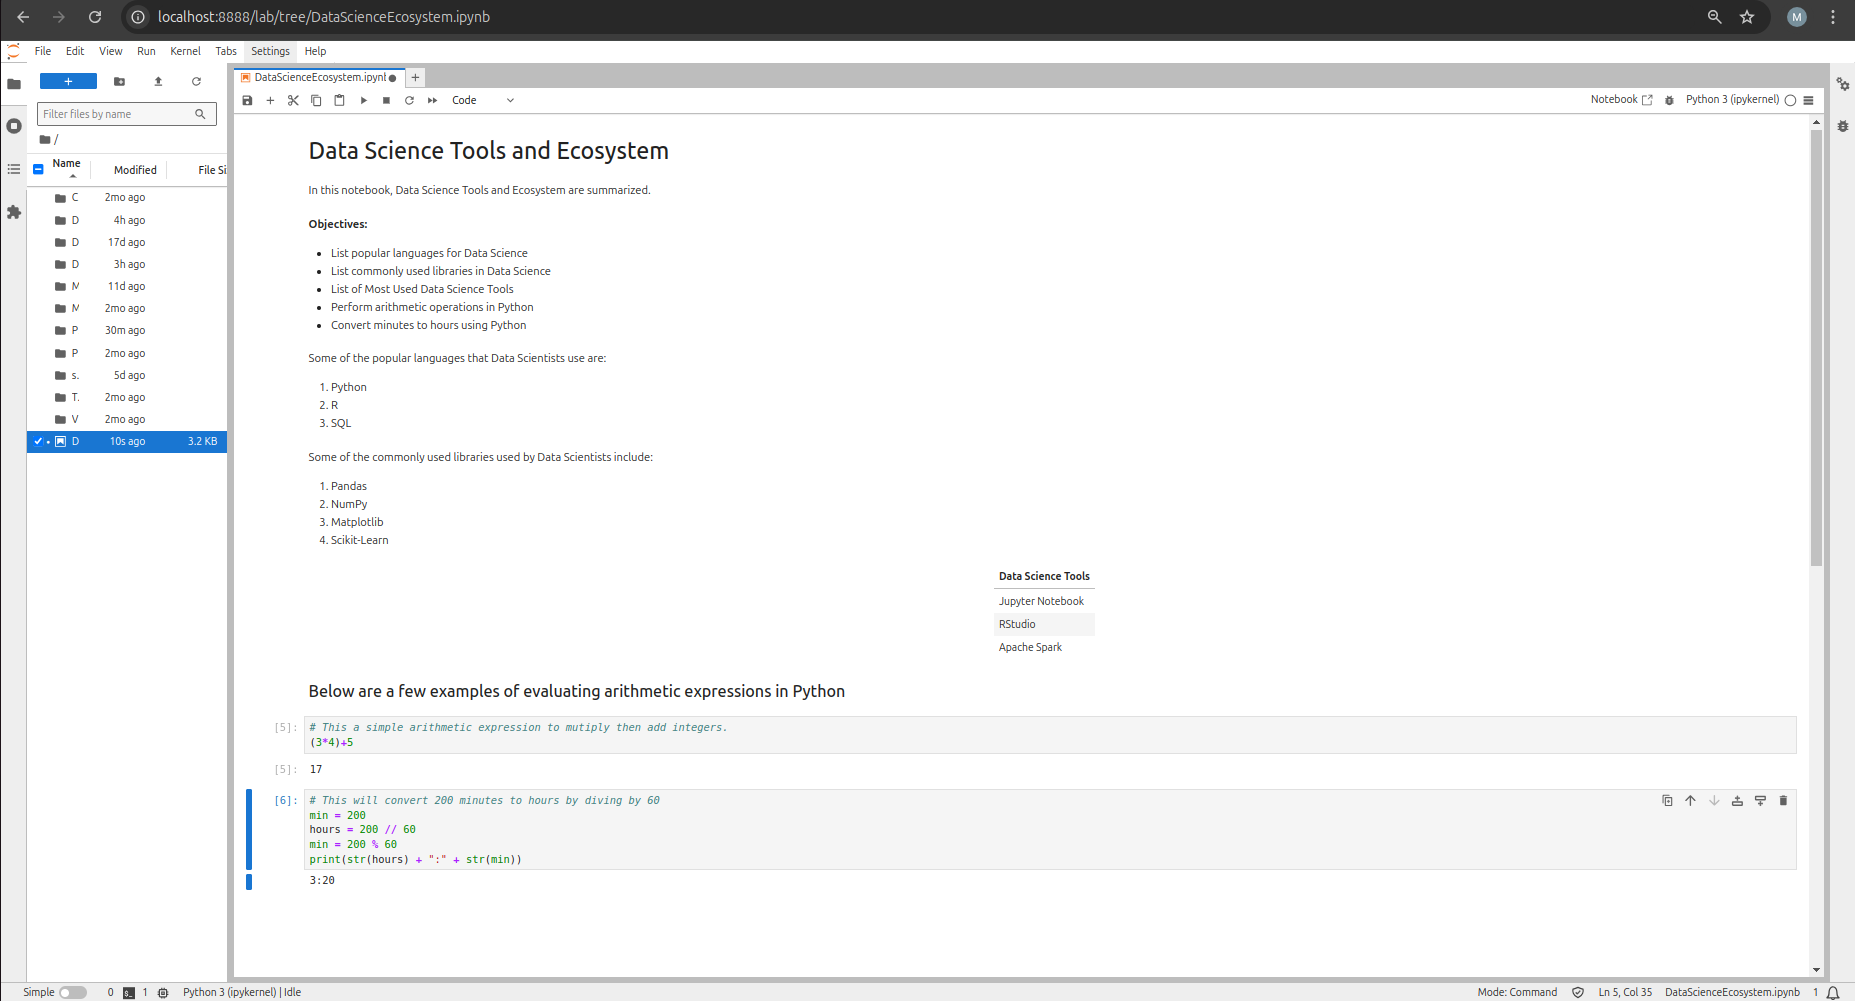 localhost:8888/lab/tree/DataScienceEcosystem.ipynb
M
File Edit View Run Kernel Tabs Settings Help
Filter files by name
/
Name Modified File Si
C 2mo ago
D 4h ago
D 17d ago
D 3h ago
M 11d ago
M 2mo ago
P 30m ago
P 2mo ago
s. 5d ago
T. 2mo ago
V 2mo ago
D 10s ago 3.2 KB
DataScienceEcosystem.ipynb
Code
Notebook Python 3 (ipykernel)
Data Science Tools and Ecosystem
In this notebook, Data Science Tools and Ecosystem are summarized.
Objectives:
• List popular languages for Data Science
• List commonly used libraries in Data Science
• List of Most Used Data Science Tools
• Perform arithmetic operations in Python
• Convert minutes to hours using Python
Some of the popular languages that Data Scientists use are:
1. Python
2. R
3. SQL
Some of the commonly used libraries used by Data Scientists include:
1. Pandas
2. NumPy
3. Matplotlib
4. Scikit-Learn
Data Science Tools
Jupyter Notebook
RStudio
Apache Spark
Below are a few examples of evaluating arithmetic expressions in Python
[5]: # This a simple arithmetic expression to mutiply then add integers.
(3*4)+5
[5]: 17
[6]: # This will convert 200 minutes to hours by diving by 60
min = 200
hours = 200 // 60
min = 200 % 60
print(str(hours) + ":" + str(min))
3:20
Simple 0 1 Python 3 (ipykernel) | Idle
Mode: Command Ln 5, Col 35 DataScienceEcosystem.ipynb 1